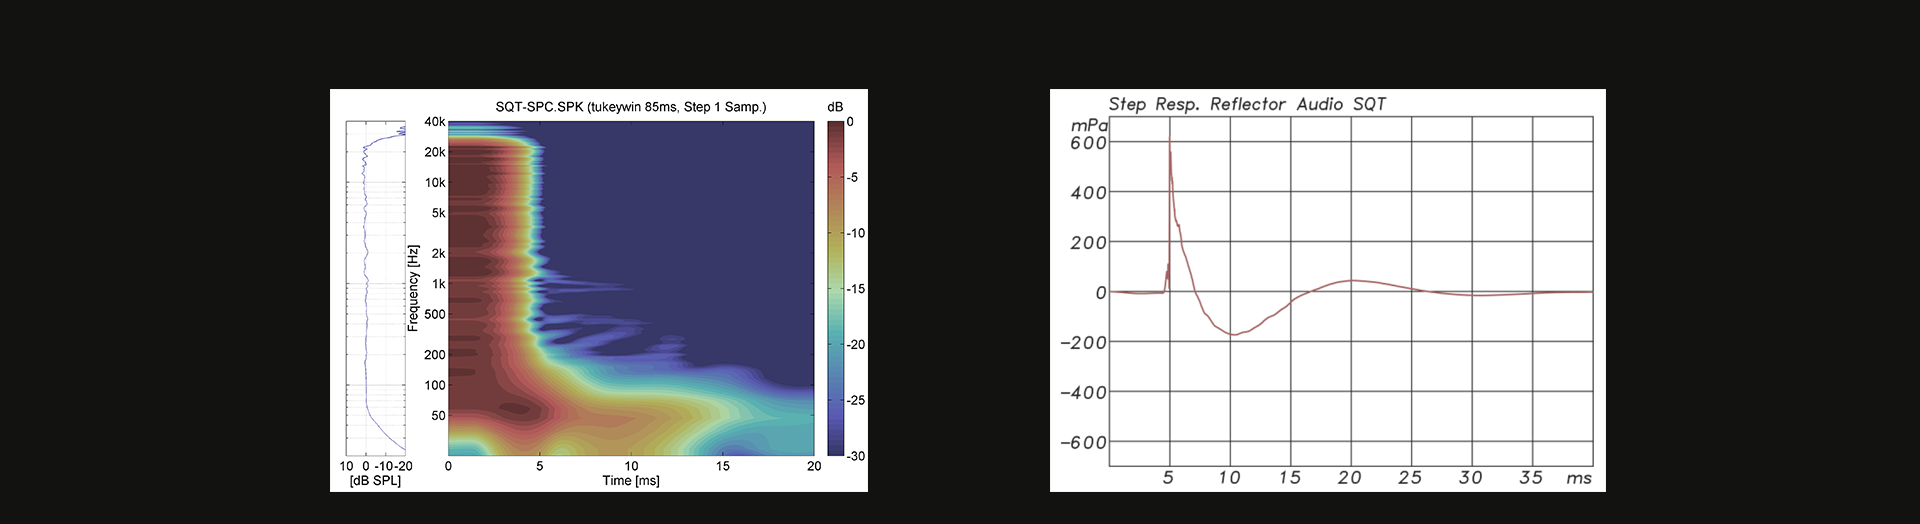 SQT-SPC.SPK (tukeywin 85ms, Step 1 Samp.)
dB
40k
20k
10k
5k
2k
1k
500
200
100
50
Frequency [Hz]
10 0 -10-20
[dB SPL]
0 5 10 15 20
Time [ms]
0
-5
-10
-15
-20
-25
-30
Step Resp. Reflector Audio SQT
mPa
600
400
200
0
-200
-400
-600
5 10 15 20 25 30 35 ms